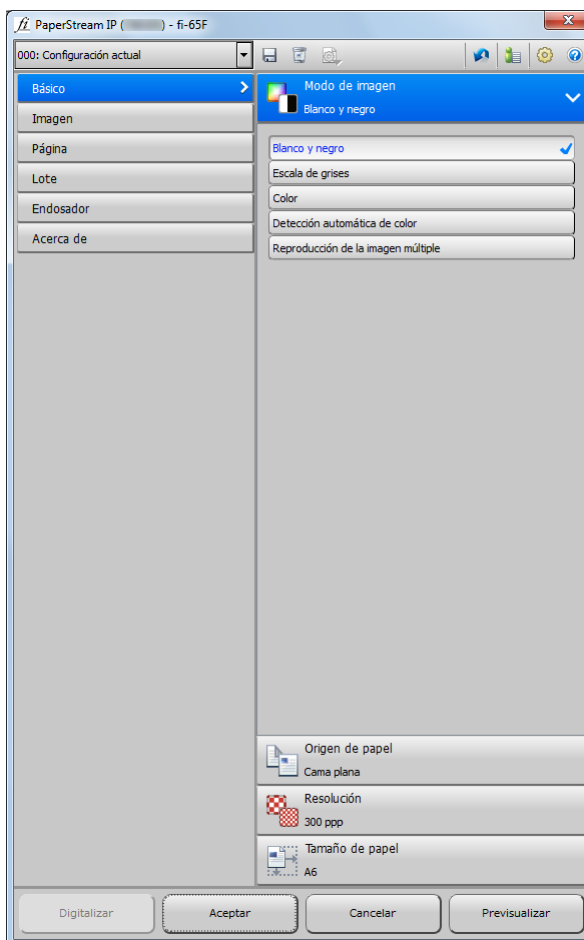 fi PaperStream IP ( ) - fi-65F
000: Configuración actual
Básico
Imagen
Página
Lote
Endosador
Acerca de
Modo de imagen
Blanco y negro
Blanco y negro
Escala de grises
Color
Detección automática de color
Reproducción de la imagen múltiple
Origen de papel
Cama plana
Resolución
300 ppp
Tamaño de papel
A6
Digitalizar
Aceptar
Cancelar
Previsualizar